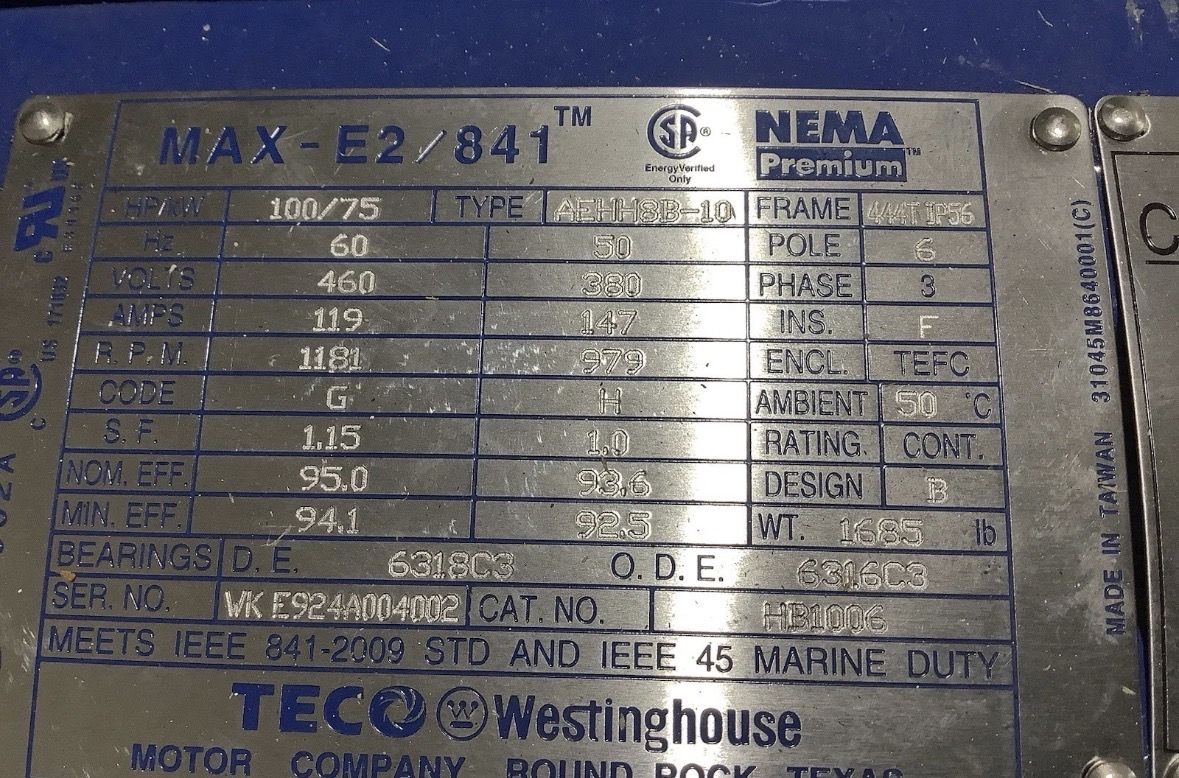 MAX-E2/841™
SA® NEMA
EnergyVerified Premium™
Only
HP/KW 100/75 TYPE AEHH8B-10 FRAME 444T IP56
Hz 60 50 POLE 6
VOLTS 460 380 PHASE 3
AMPS 119 147 INS. F
R.P.M. 1181 979 ENCL. TEFC
CODE G H AMBIENT 50 °C
S.F. 1.15 1.0 RATING. CONT.
NOM. EFF. 95.0 93.6 DESIGN B
MIN. EFF. 94.1 92.5 WT. 1685 lb
BEARINGS D.E. 6318C3 O.D.E. 6316C3
SER. NO. VK E924A004002 CAT. NO. HB1006
MEETS IEEE 841-2009 STD AND IEEE 45 MARINE DUTY
TECO Westinghouse
MOTOR COMPANY ROUND ROCK, TEXAS
MADE IN TAIWAN 31045M8640001(C)